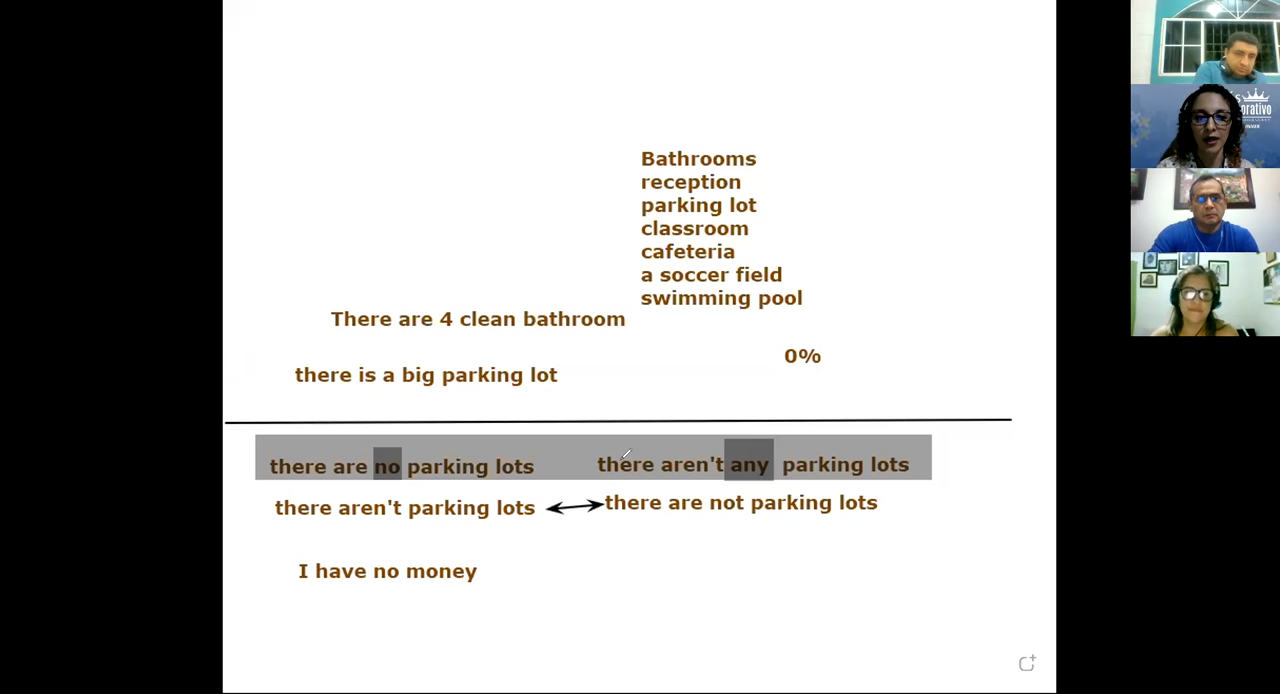 Bathrooms
reception
parking lot
classroom
cafeteria
a soccer field
swimming pool
There are 4 clean bathroom
0%
there is a big parking lot
there are no parking lots
there aren't any parking lots
there aren't parking lots
there are not parking lots
I have no money